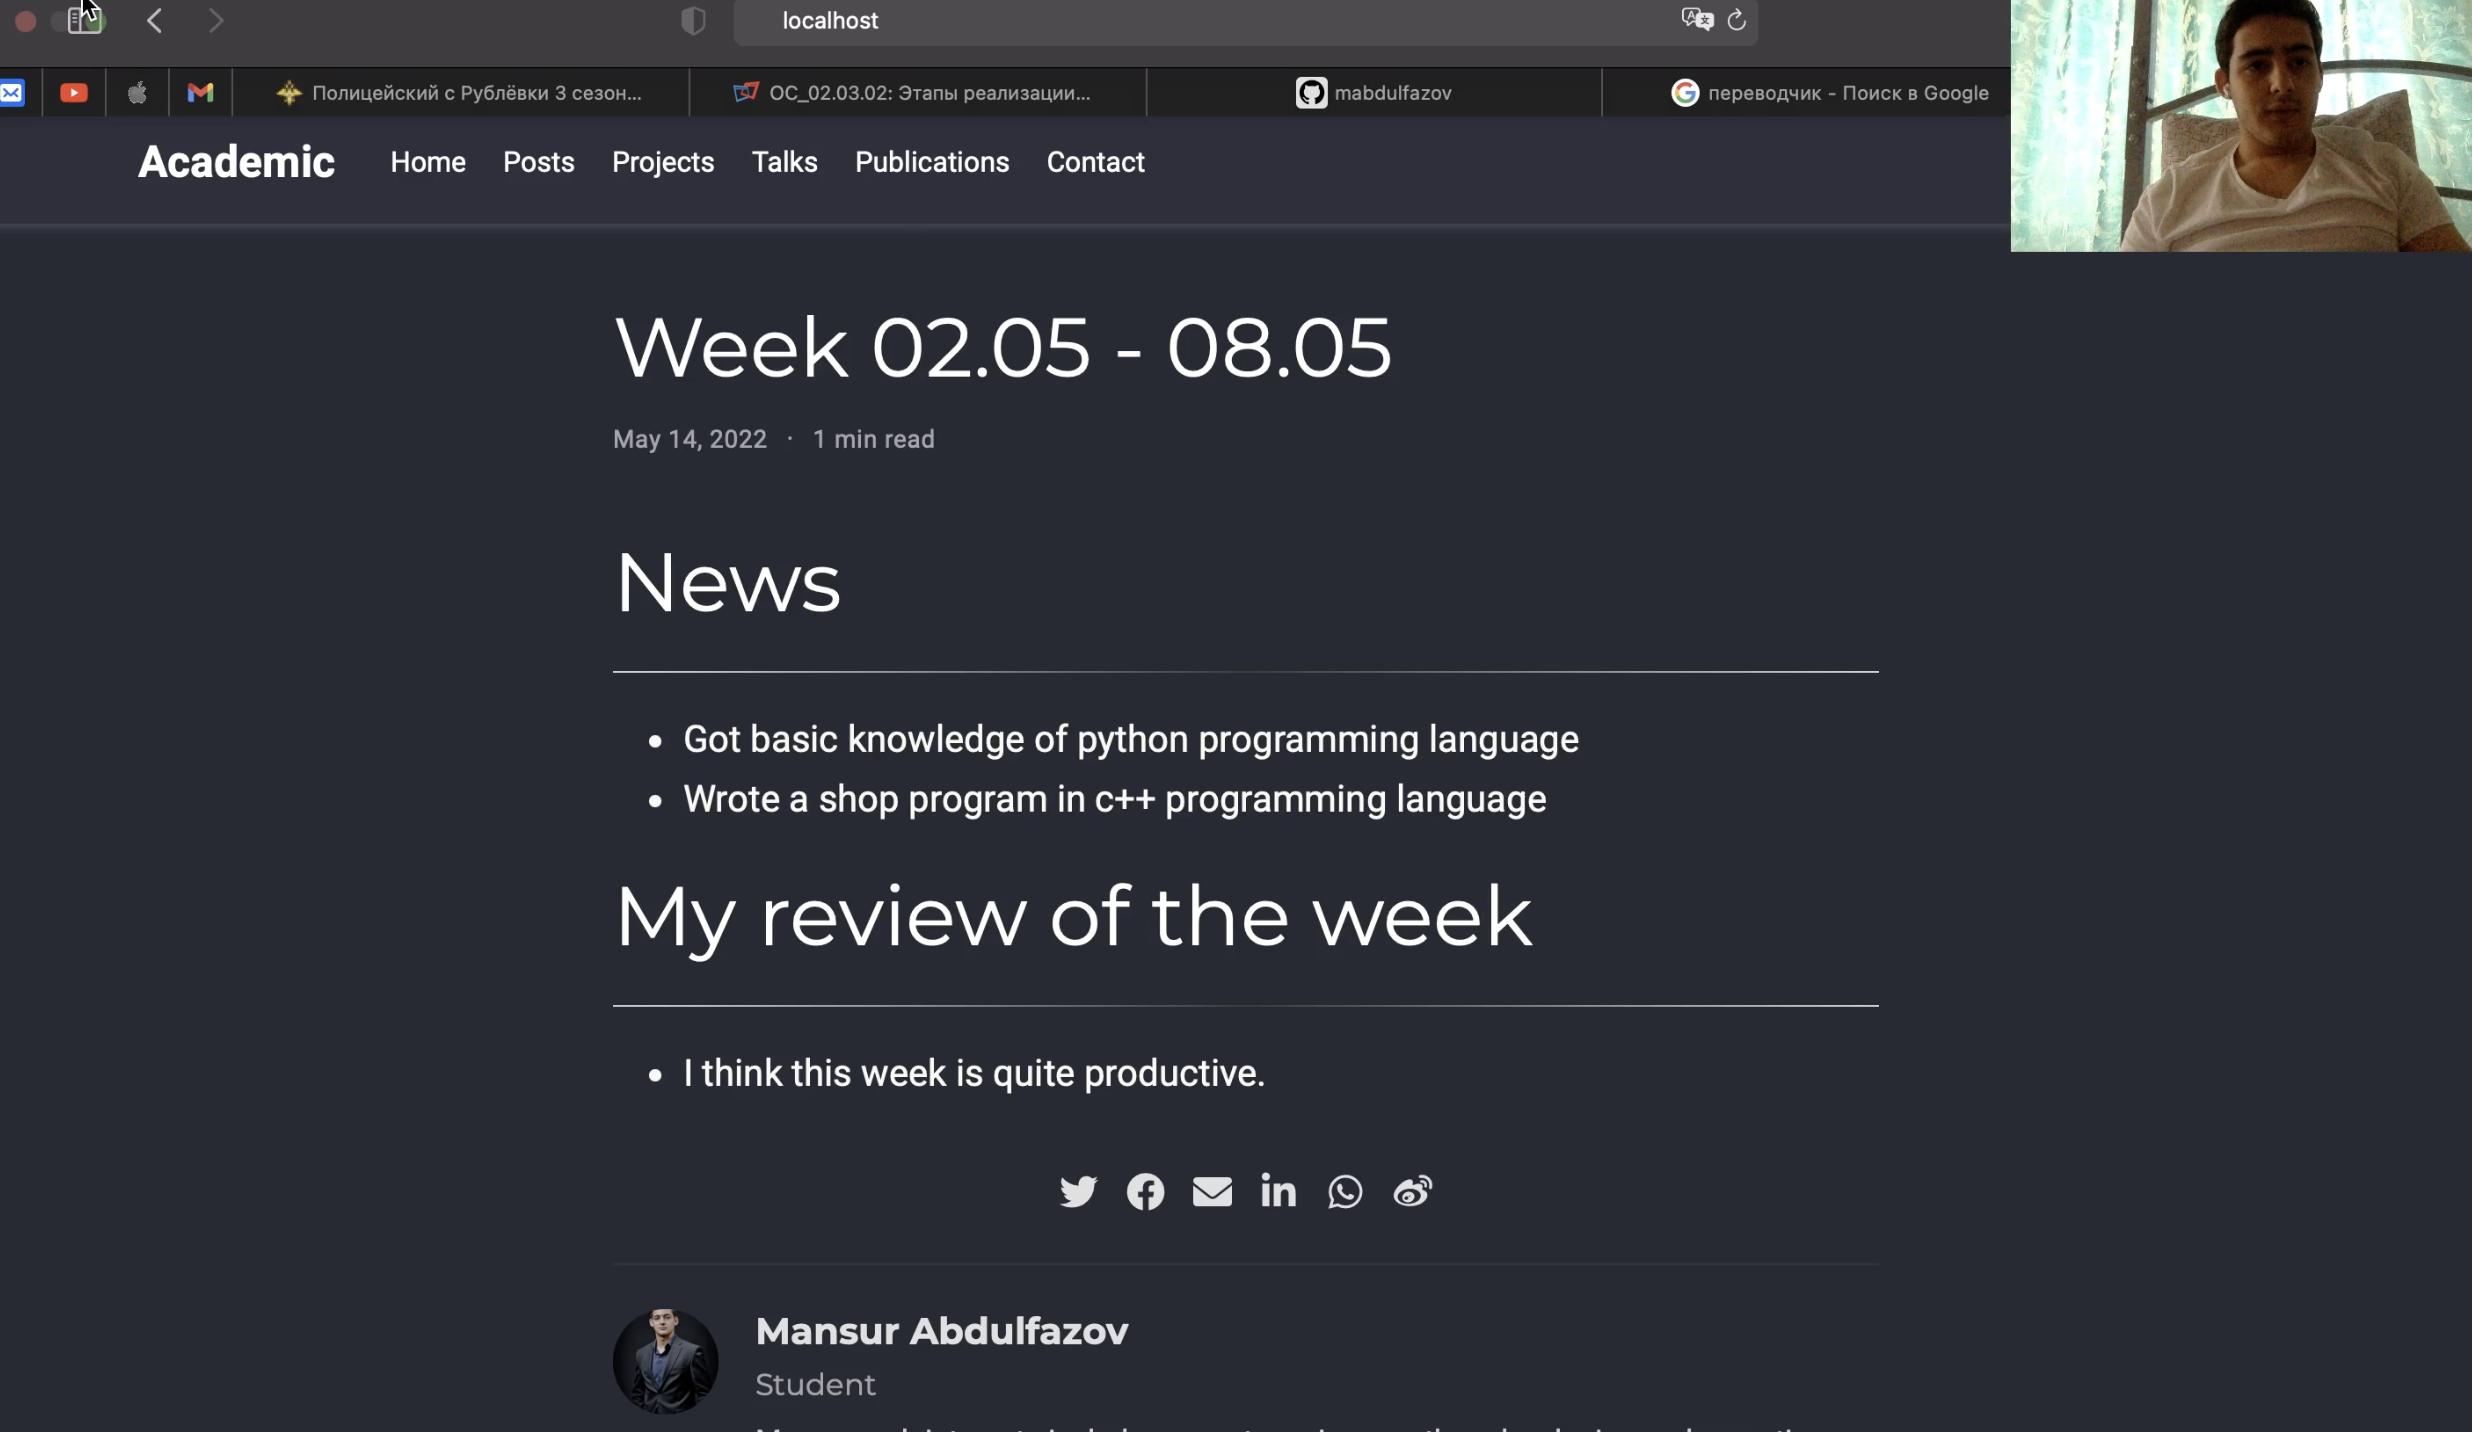 localhost
Полицейский с Рублёвки 3 сезон...
ОС_02.03.02: Этапы реализации...
mabdulfazov
переводчик - Поиск в Google
Academic
Home
Posts
Projects
Talks
Publications
Contact
Week 02.05 - 08.05
May 14, 2022 · 1 min read
News
• Got basic knowledge of python programming language
• Wrote a shop program in c++ programming language
My review of the week
• I think this week is quite productive.
Mansur Abdulfazov
Student